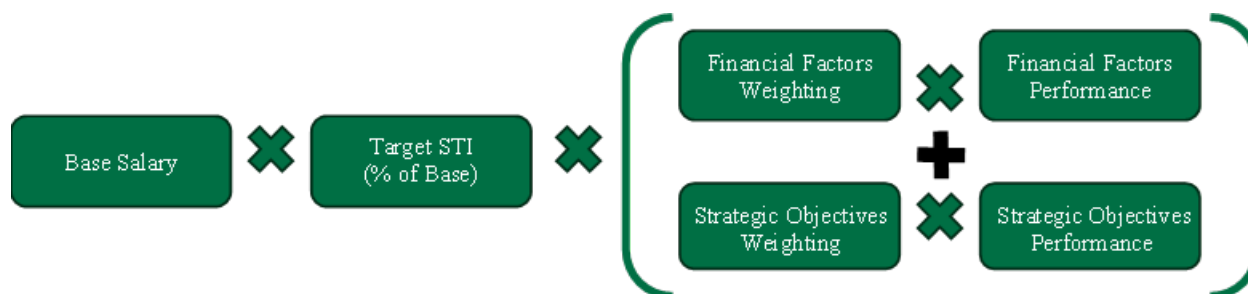 Base Salary
Target STI
(% of Base)
Financial Factors
Weighting
Financial Factors
Performance
Strategic Objectives
Weighting
Strategic Objectives
Performance